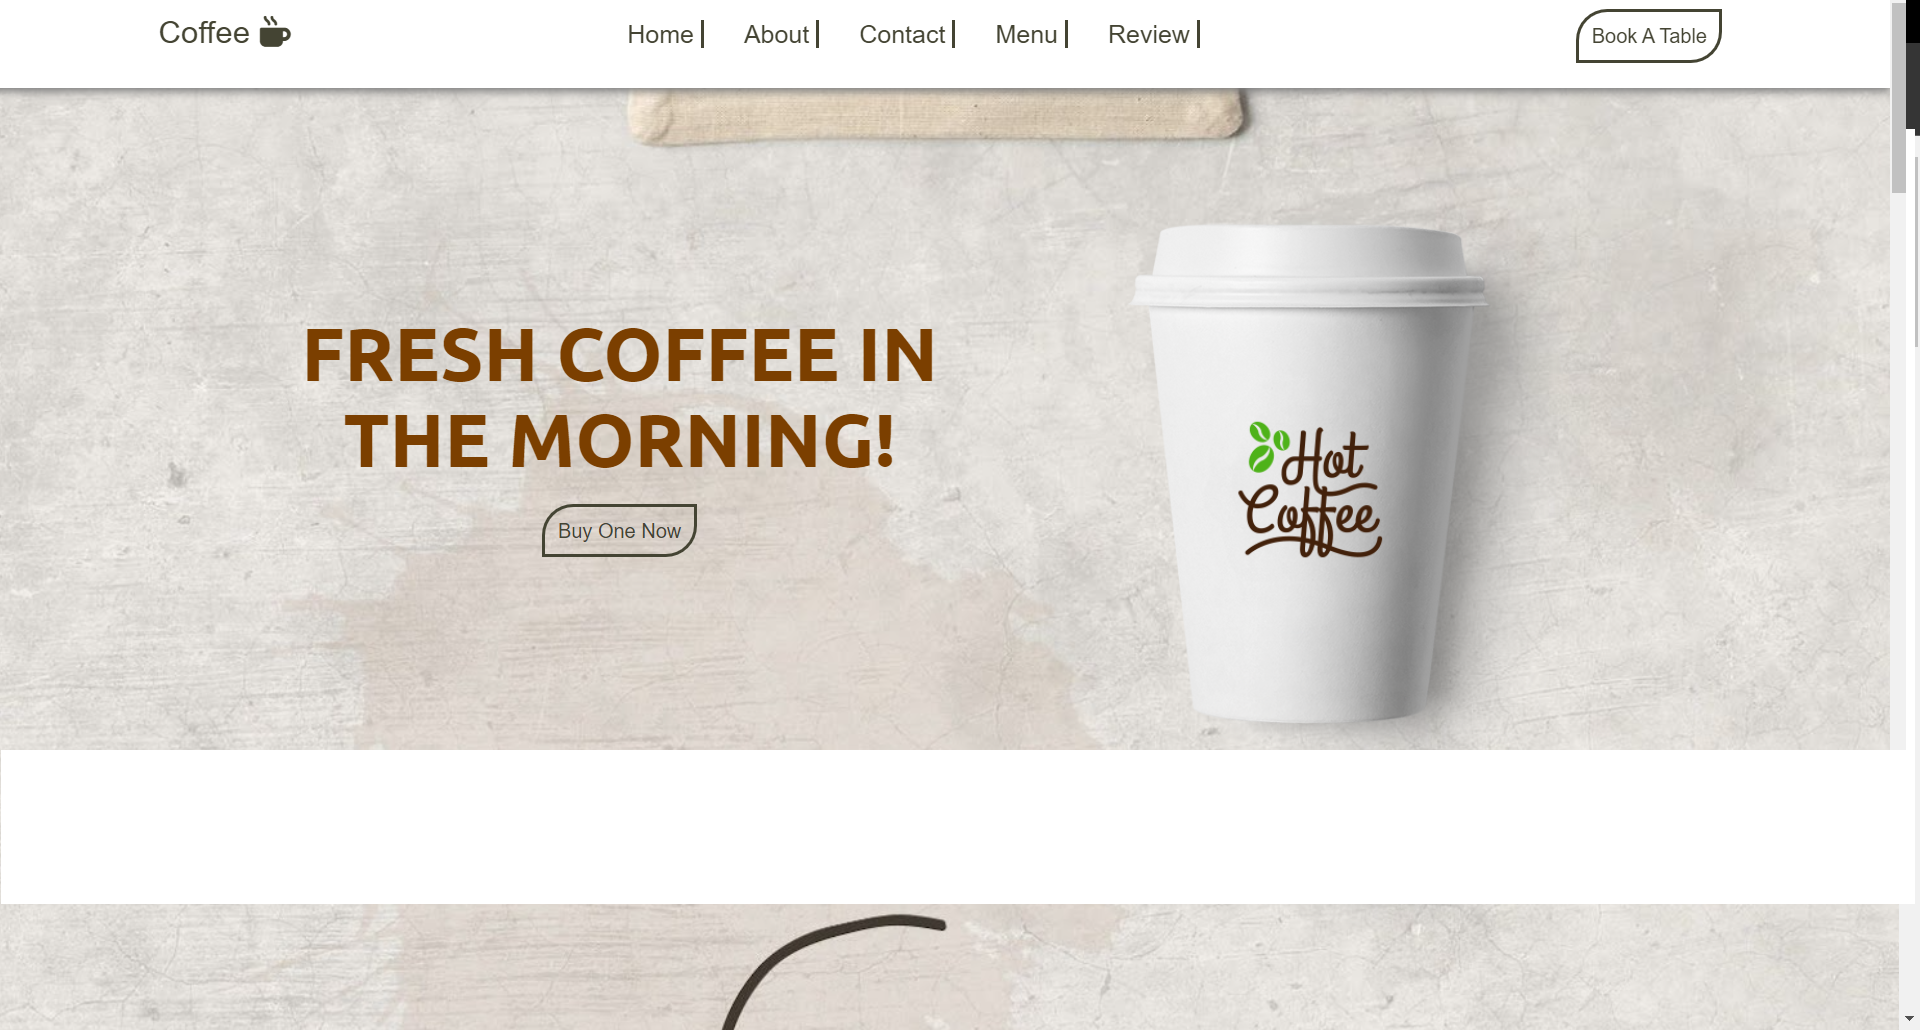 Coffee
Home
About
Contact
Menu
Review
Book A Table
FRESH COFFEE IN
THE MORNING!
Buy One Now
Hot
Coffee